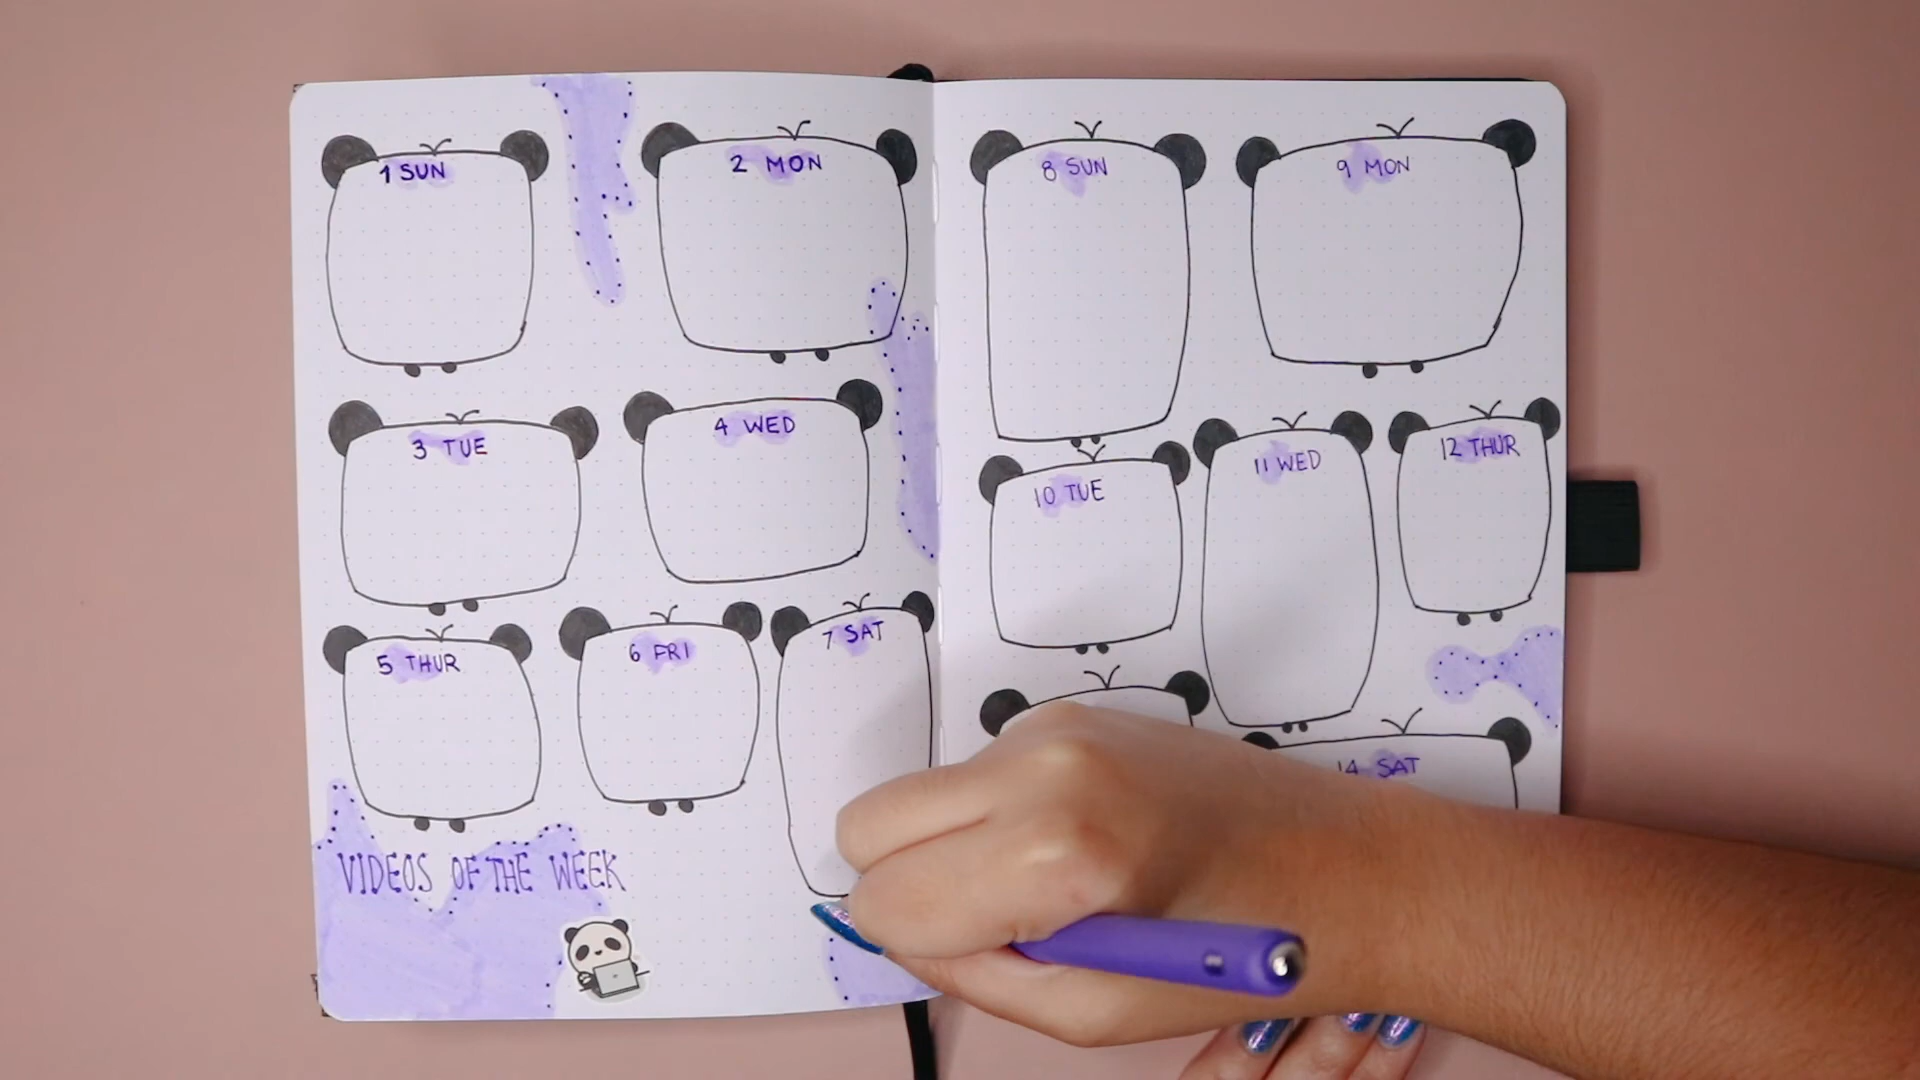 1 SUN
2 MON
3 TUE
4 WED
5 THUR
6 FRI
7 SAT
VIDEOS OF THE WEEK
8 SUN
9 MON
10 TUE
11 WED
12 THUR
14 SAT